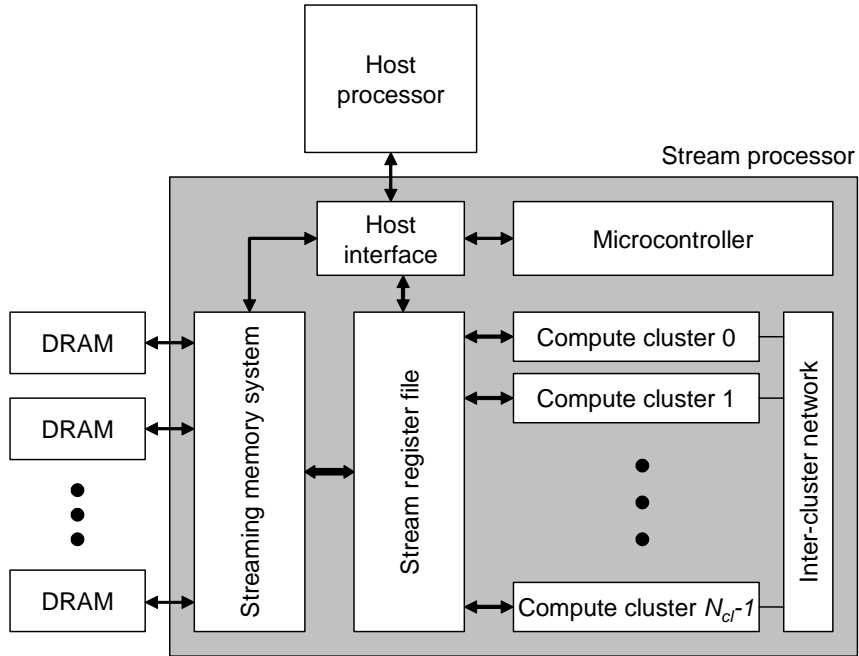 Host
processor
Stream processor
Host
interface
Microcontroller
DRAM
DRAM
DRAM
Streaming memory system
Stream register file
Compute cluster 0
Compute cluster 1
Compute cluster N_cl-1
Inter-cluster network